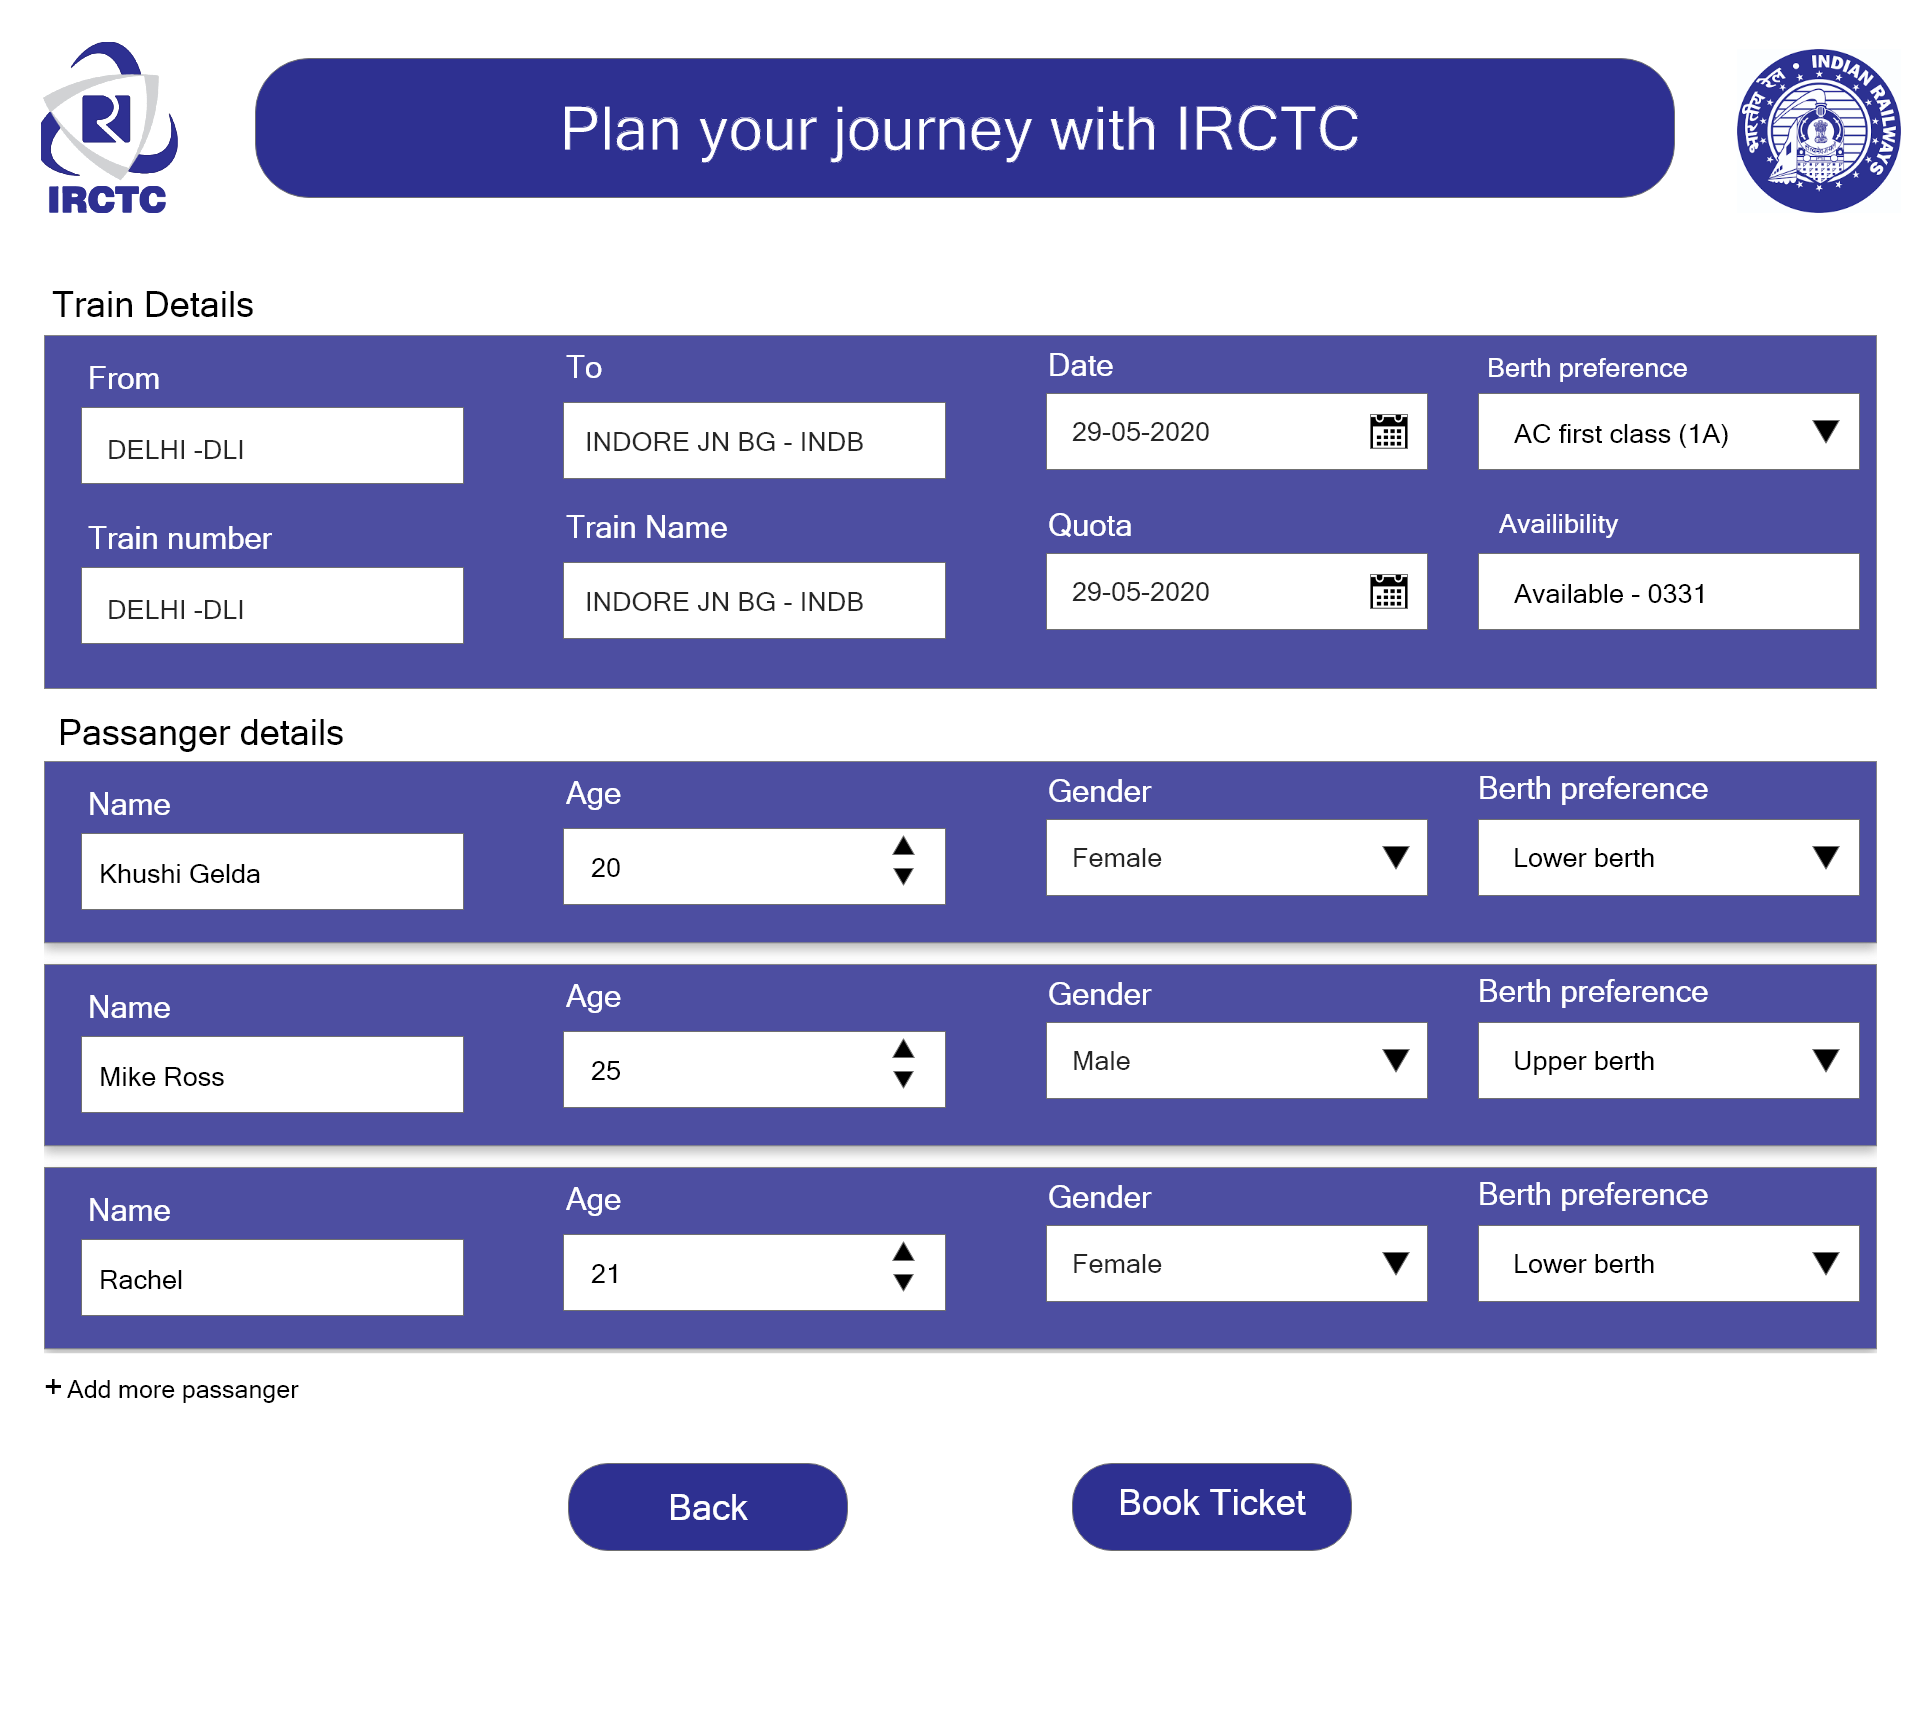 IRCTC
Plan your journey with IRCTC
भारतीय रेल • INDIAN RAILWAYS
Train Details
From
To
Date
Berth preference
DELHI -DLI
INDORE JN BG - INDB
29-05-2020
AC first class (1A)
Train number
Train Name
Quota
Availibility
DELHI -DLI
INDORE JN BG - INDB
29-05-2020
Available - 0331
Passanger details
Name
Age
Gender
Berth preference
Khushi Gelda
20
Female
Lower berth
Name
Age
Gender
Berth preference
Mike Ross
25
Male
Upper berth
Name
Age
Gender
Berth preference
Rachel
21
Female
Lower berth
+ Add more passanger
Back
Book Ticket